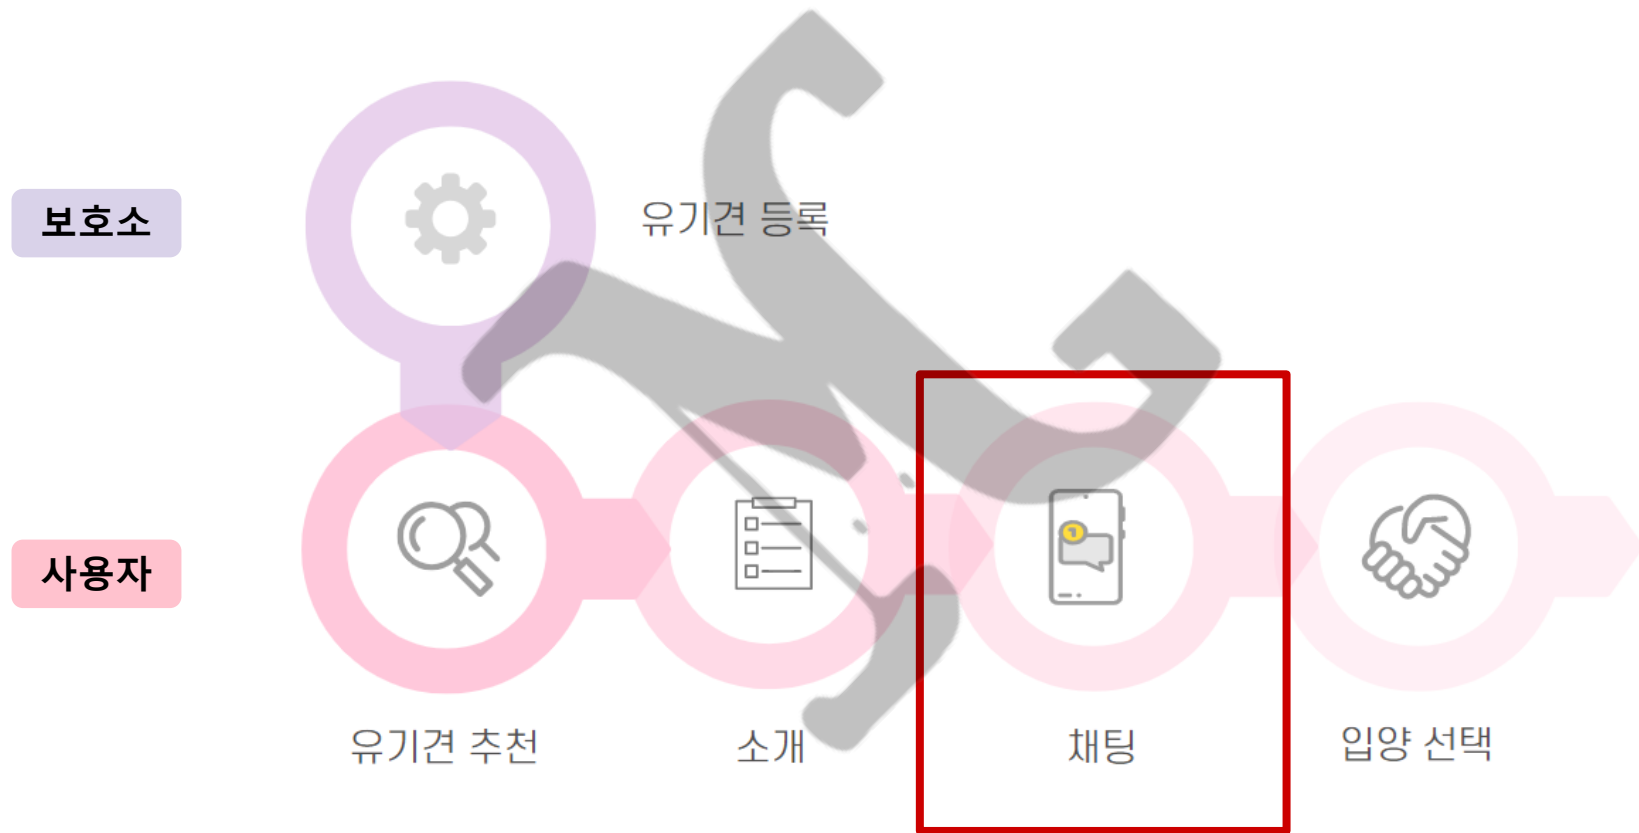 보호소
유기견 등록
사용자
유기견 추천
소개
채팅
입양 선택